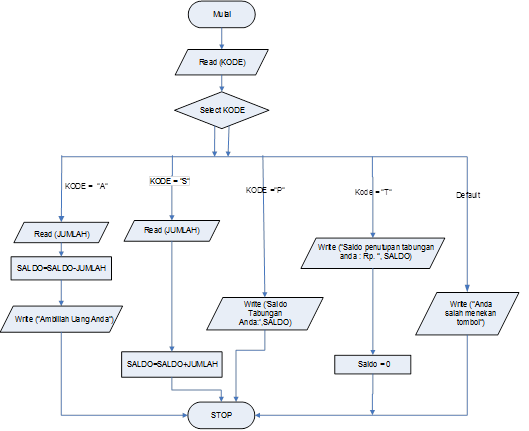 Mulai
Read (KODE)
Select KODE
KODE = "A"
KODE = "S"
KODE ="P"
Kode = "T"
Default
Read (JUMLAH)
SALDO=SALDO-JUMLAH
Write ("Ambillah Uang Anda")
Read (JUMLAH)
SALDO=SALDO+JUMLAH
Write ('Saldo
Tabungan
Anda:",SALDO)
Write ("Saldo penutupan tabungan
anda : Rp. ", SALDO)
Saldo = 0
Write ("Anda
salah menekan
tombol")
STOP